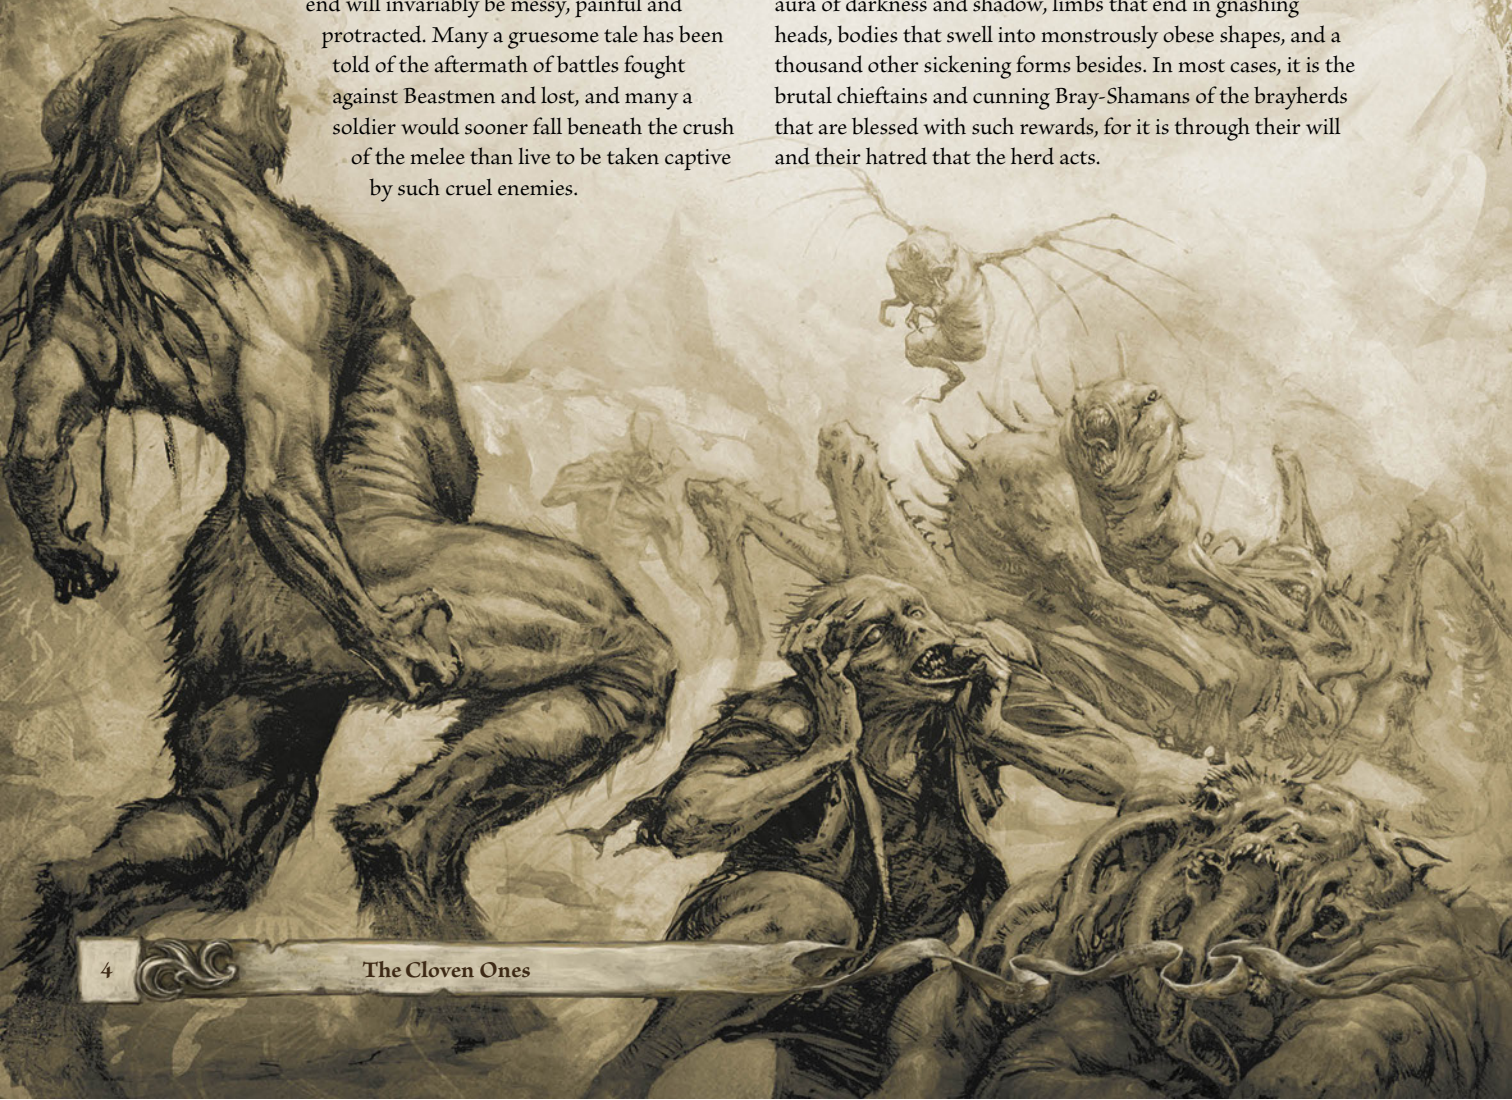 end will invariably be messy, painful and
protracted. Many a gruesome tale has been
told of the aftermath of battles fought
against Beastmen and lost, and many a
soldier would sooner fall beneath the crush
of the melee than live to be taken captive
by such cruel enemies.
aura of darkness and shadow, limbs that end in gnashing
heads, bodies that swell into monstrously obese shapes, and a
thousand other sickening forms besides. In most cases, it is the
brutal chieftains and cunning Bray-Shamans of the brayherds
that are blessed with such rewards, for it is through their will
and their hatred that the herd acts.
4
The Cloven Ones